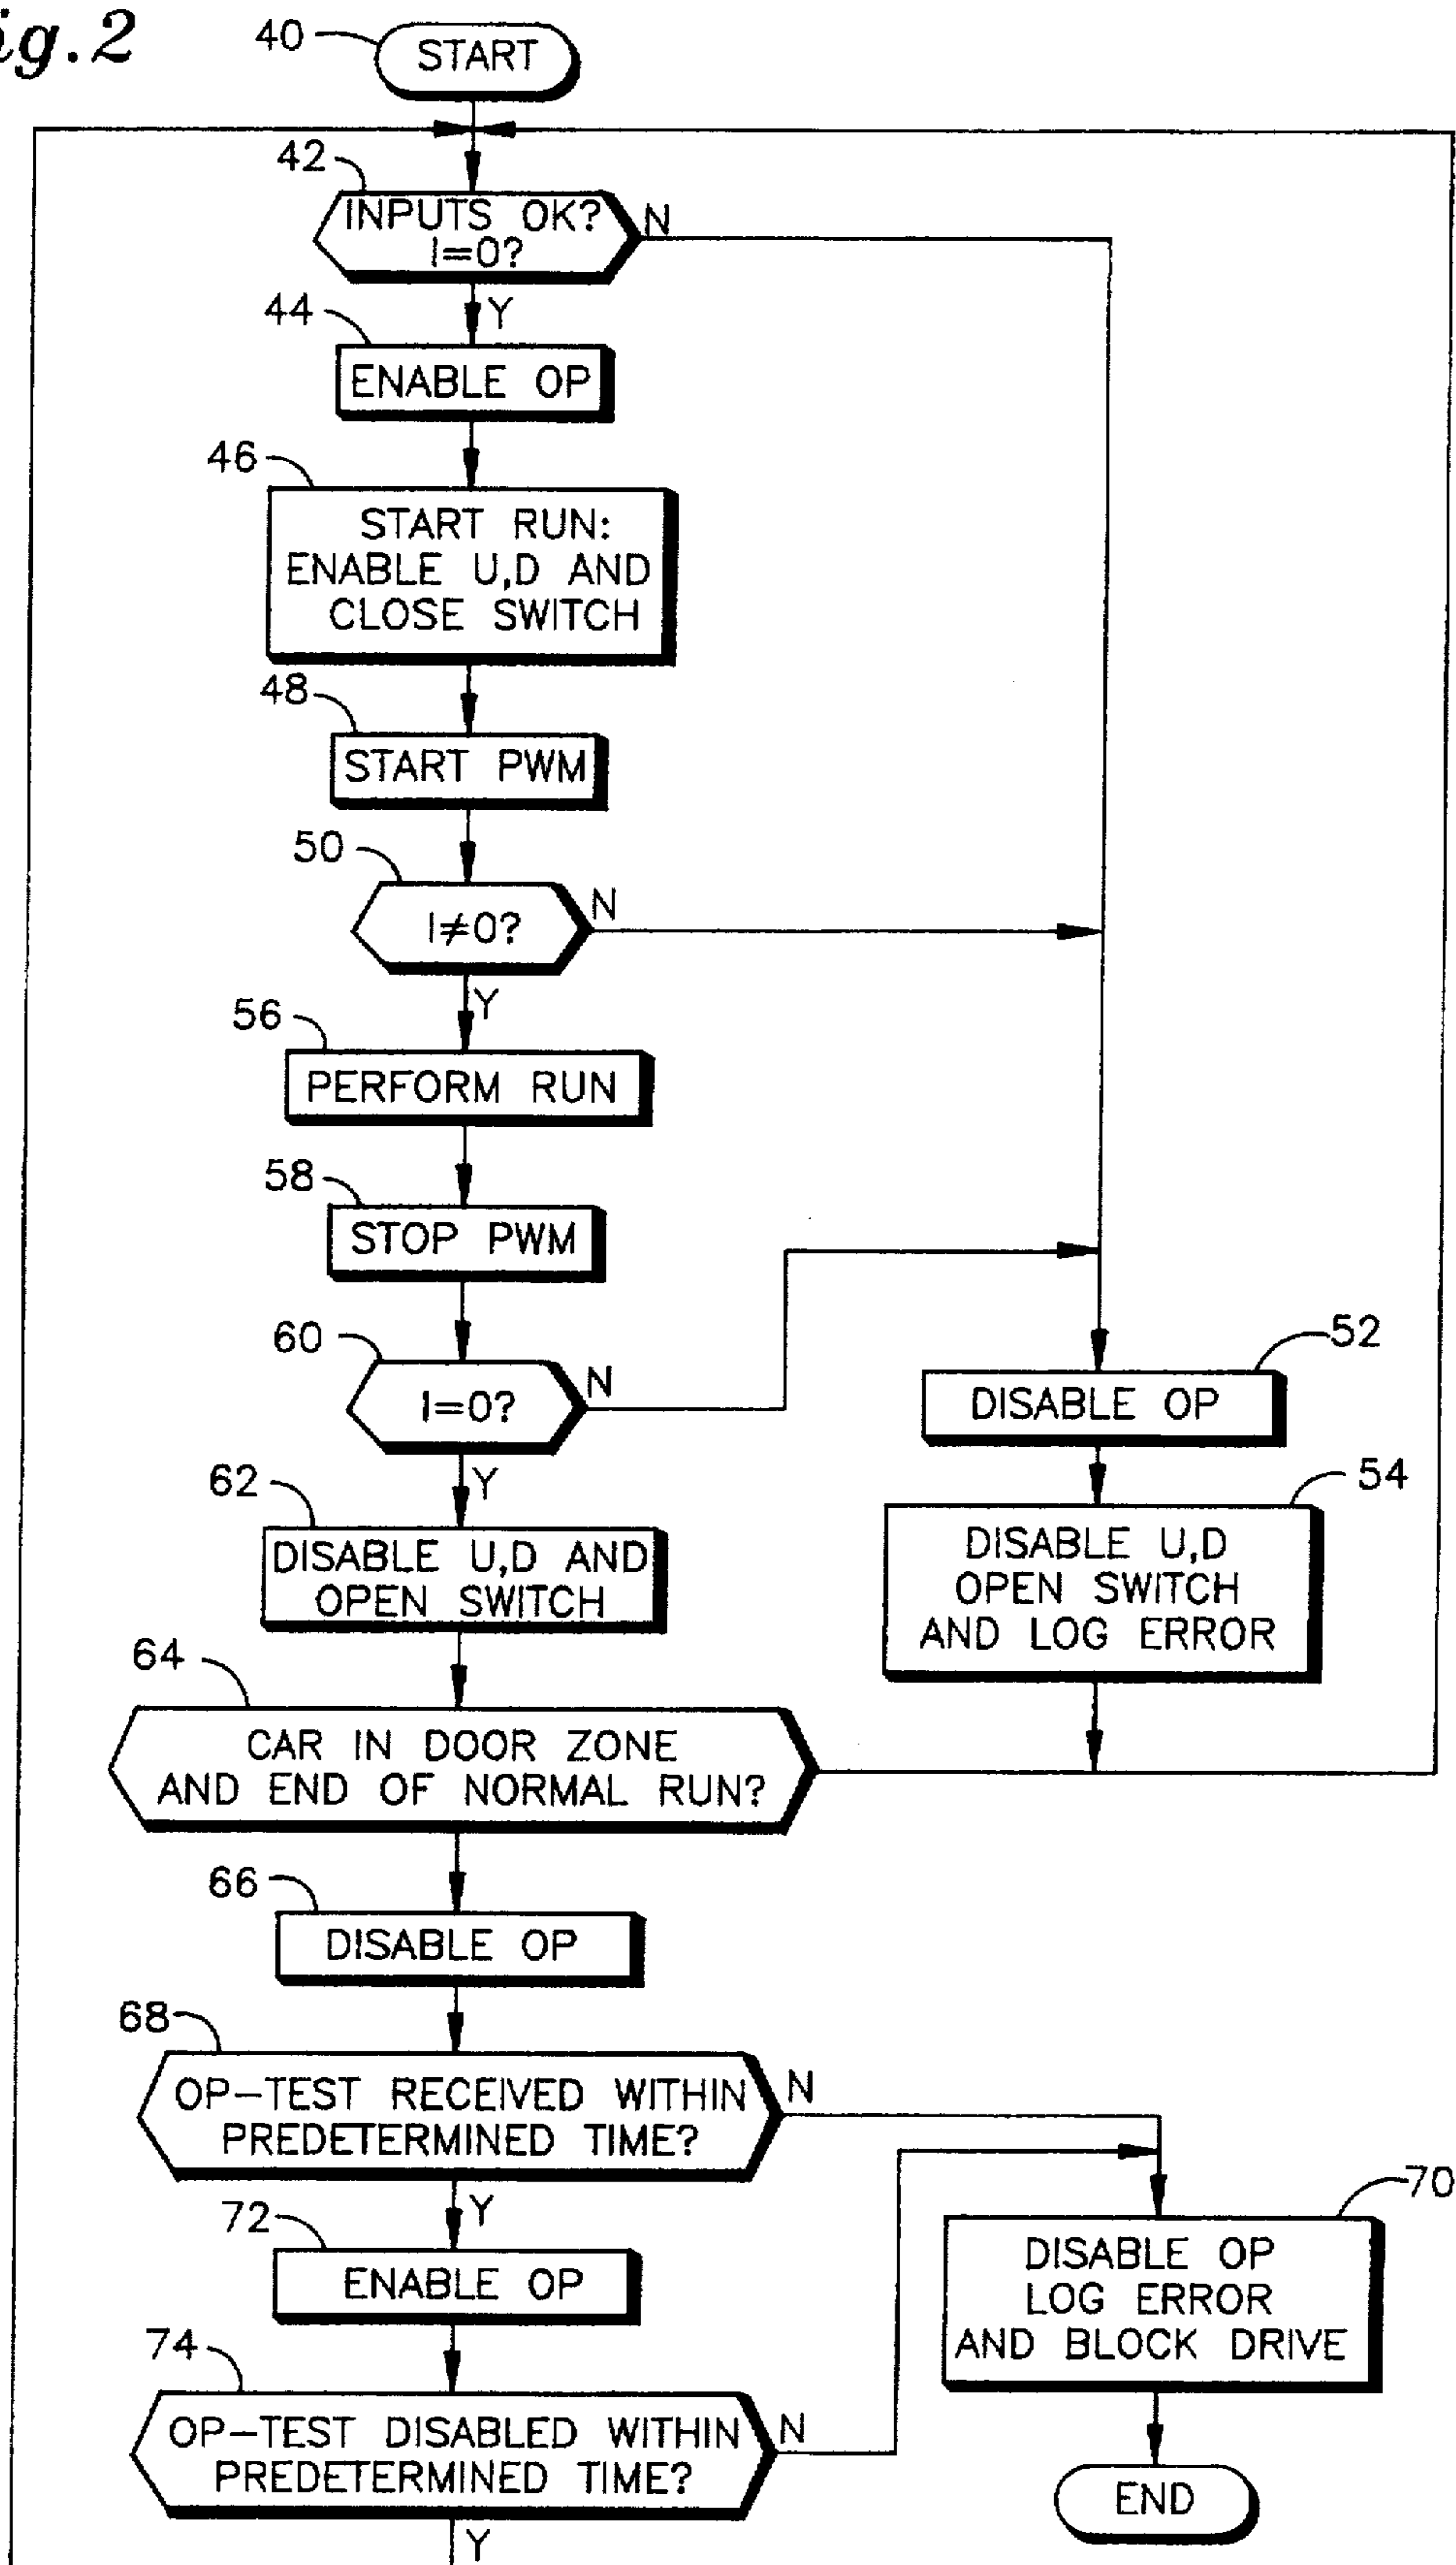 ig.2
40
START
42
INPUTS OK?
I=0?
N
Y
44
ENABLE OP
46
START RUN:
ENABLE U,D AND
CLOSE SWITCH
48
START PWM
50
I≠0?
N
Y
56
PERFORM RUN
58
STOP PWM
60
I=0?
N
Y
52
DISABLE OP
54
DISABLE U,D
OPEN SWITCH
AND LOG ERROR
62
DISABLE U,D AND
OPEN SWITCH
64
CAR IN DOOR ZONE
AND END OF NORMAL RUN?
66
DISABLE OP
68
OP-TEST RECEIVED WITHIN
PREDETERMINED TIME?
N
Y
70
DISABLE OP
LOG ERROR
AND BLOCK DRIVE
72
ENABLE OP
74
OP-TEST DISABLED WITHIN
PREDETERMINED TIME?
N
Y
END